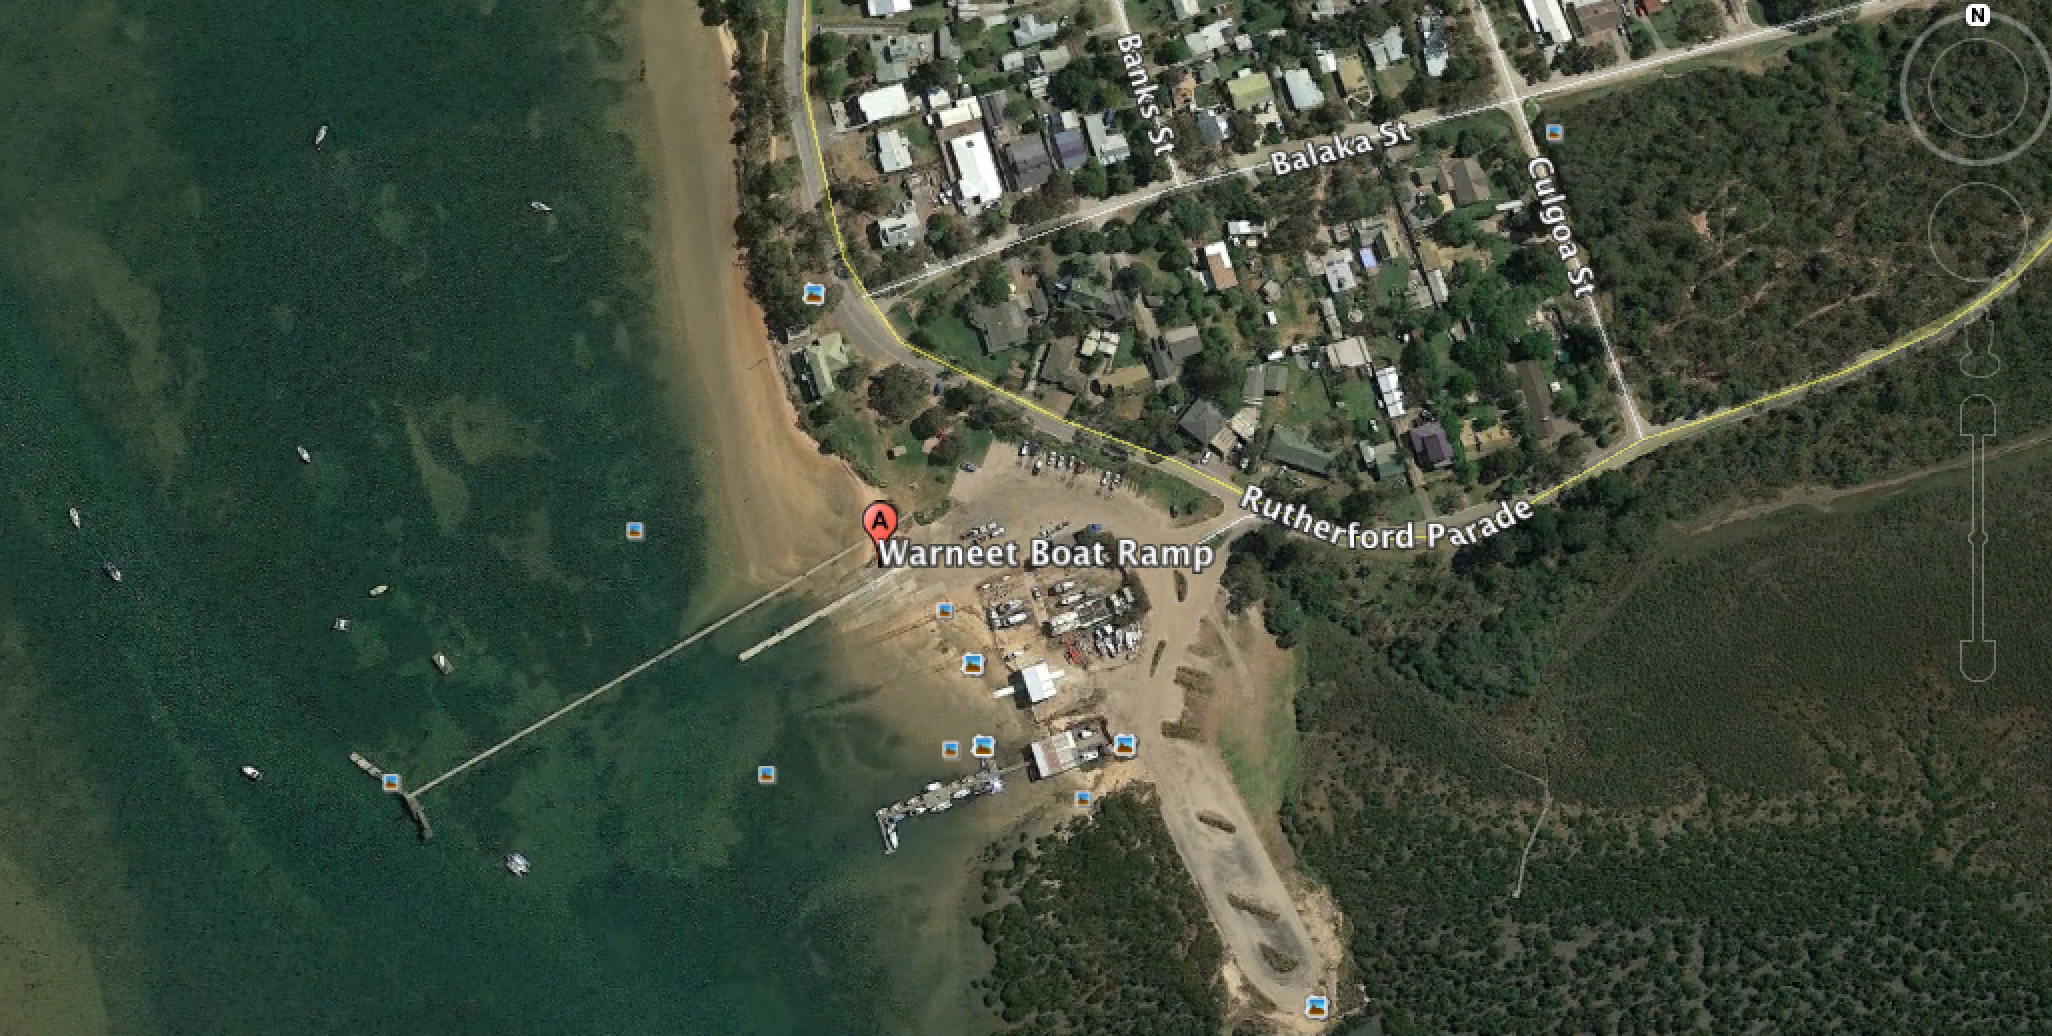 N
Banks St
Balaka St
Culgoa St
A
Rutherford Parade
Warneet Boat Ramp